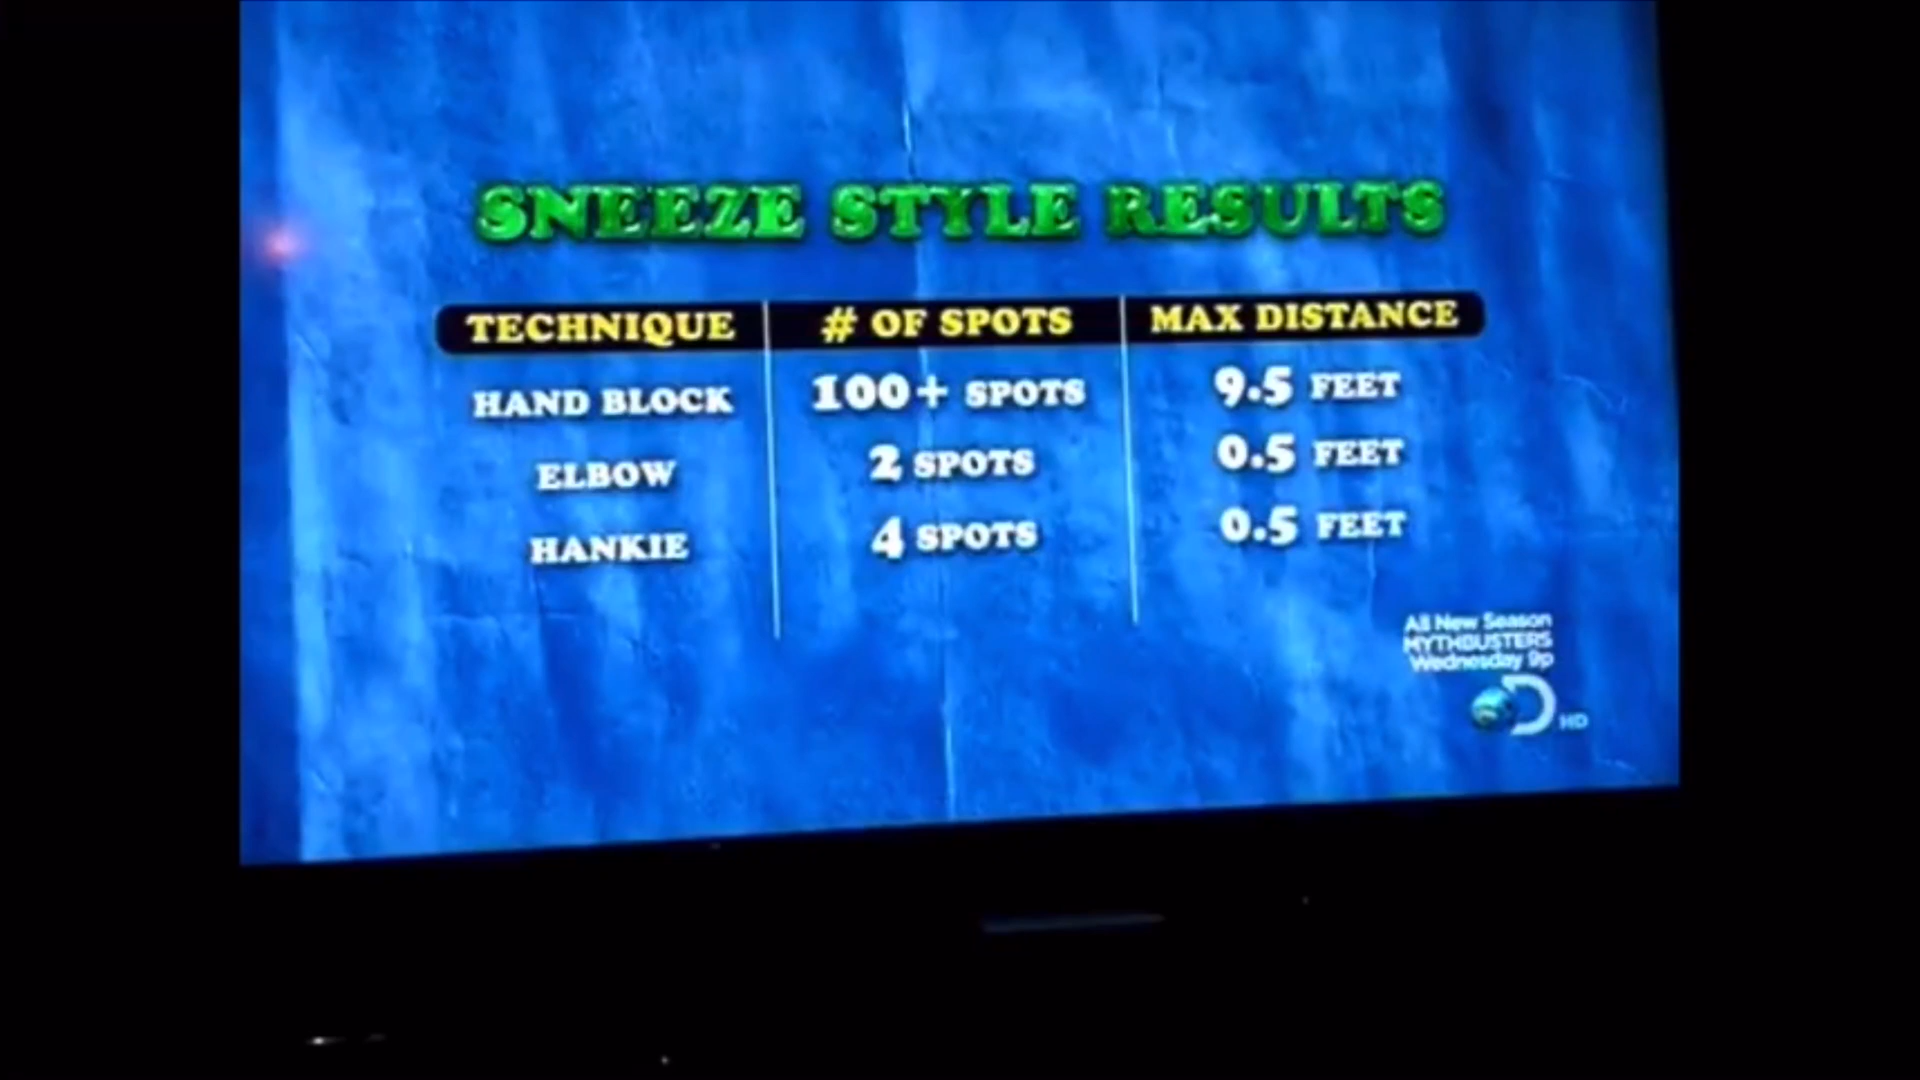 SNEEZE STYLE RESULTS
TECHNIQUE # OF SPOTS MAX DISTANCE
HAND BLOCK 100+ SPOTS 9.5 FEET
ELBOW 2 SPOTS 0.5 FEET
HANKIE 4 SPOTS 0.5 FEET
All New Season
MYTHBUSTERS
Wednesday 9p
D HD